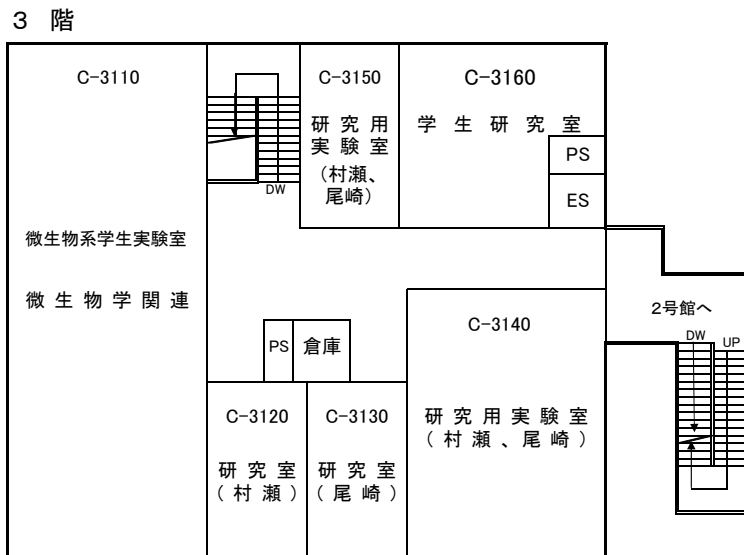 3 階
C-3110
微生物系学生実験室
微生物学関連
DW
C-3150
研究用
実験室
(村瀬、
尾崎)
C-3160
学生研究室
PS
ES
PS
倉庫
C-3120
研究室
(村瀬)
C-3130
研究室
(尾崎)
C-3140
研究用実験室
(村瀬、尾崎)
2号館へ
DW
UP